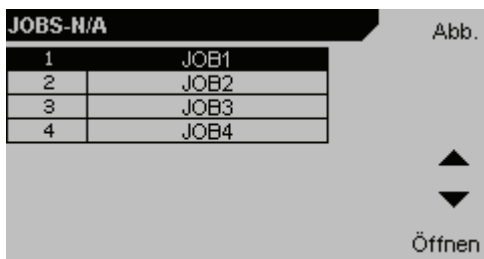 JOBS-N/A
Abb.
1 JOB1
2 JOB2
3 JOB3
4 JOB4
Öffnen